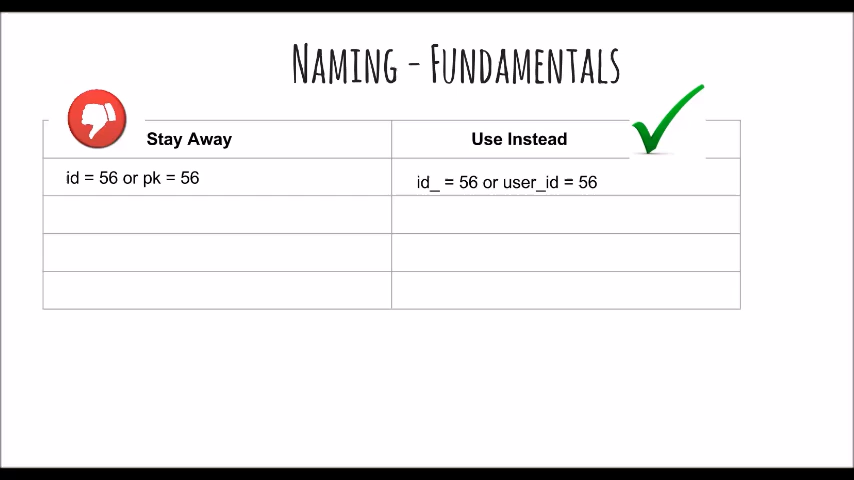 NAMING - FUNDAMENTALS
Stay Away
Use Instead
id = 56 or pk = 56
id_ = 56 or user_id = 56